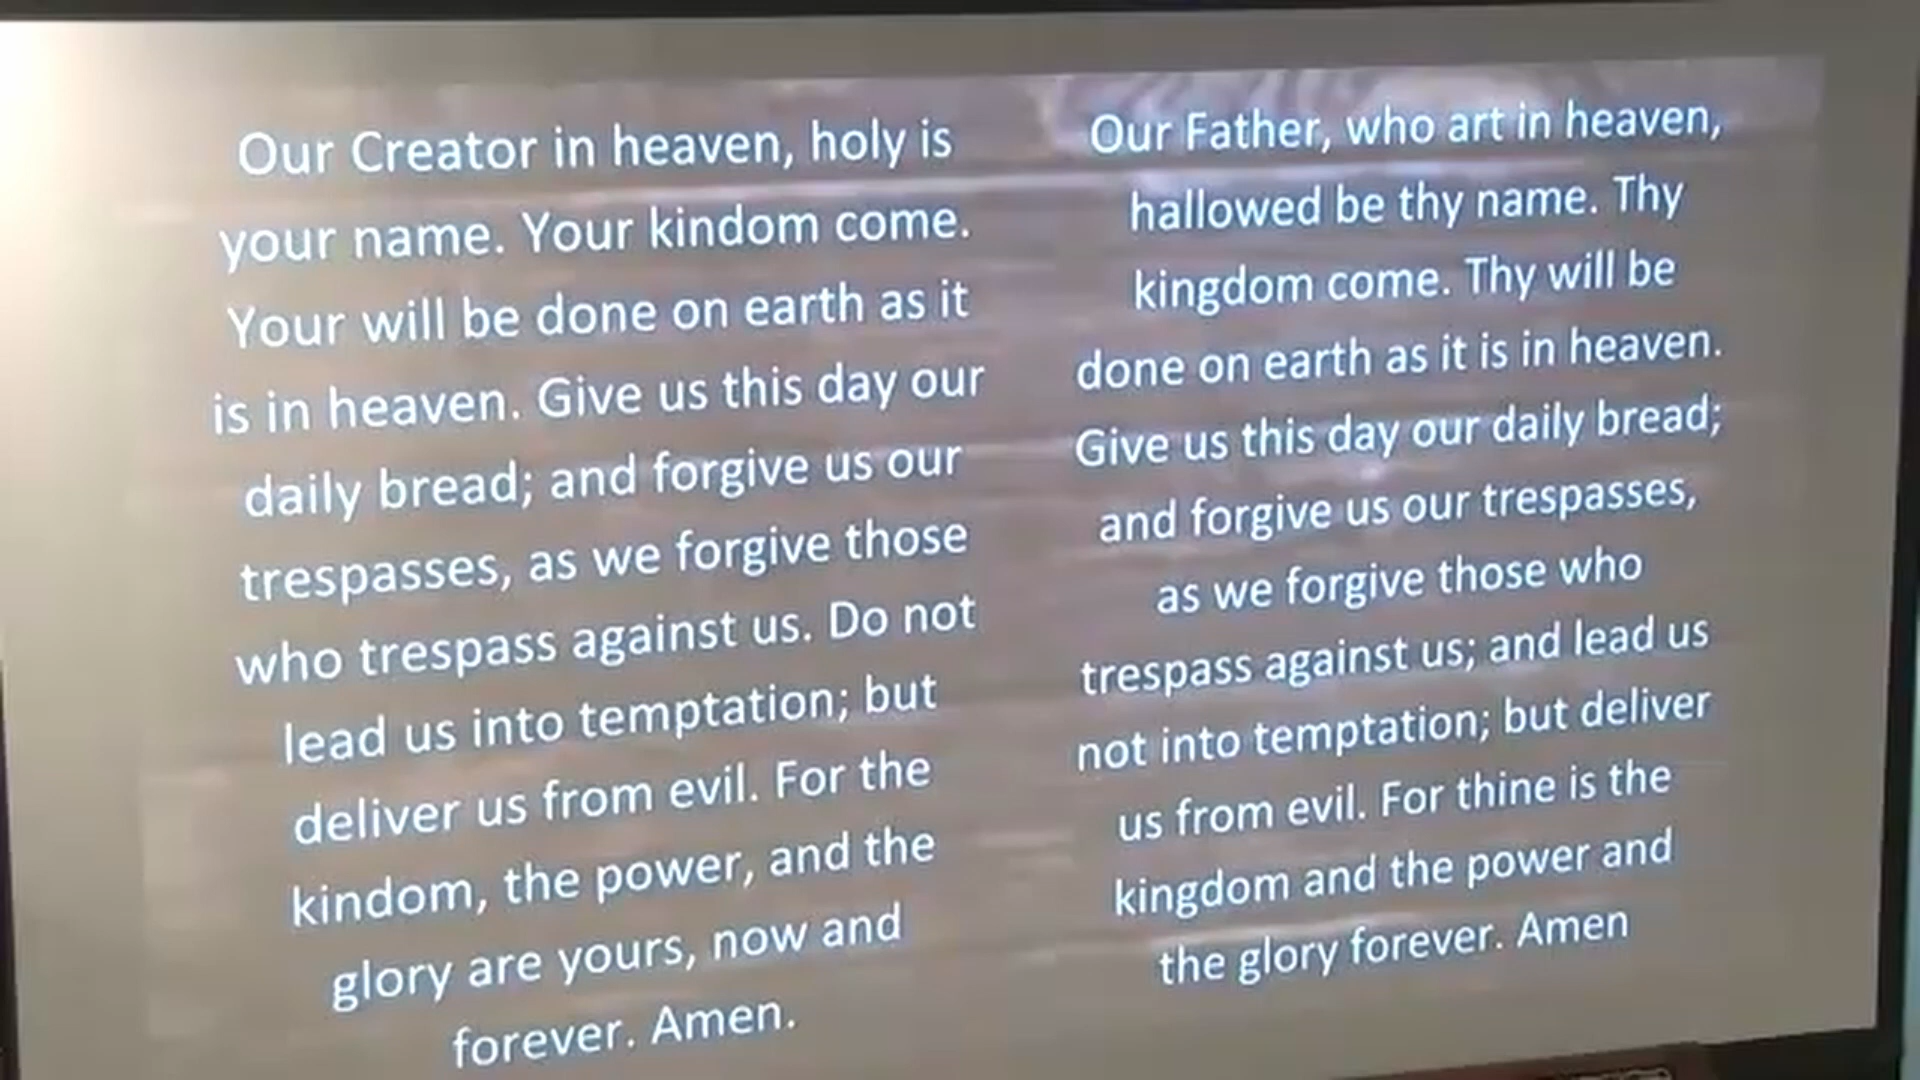 Our Creator in heaven, holy is
your name. Your kindom come.
Your will be done on earth as it
is in heaven. Give us this day our
daily bread; and forgive us our
trespasses, as we forgive those
who trespass against us. Do not
lead us into temptation; but
deliver us from evil. For the
kindom, the power, and the
glory are yours, now and
forever. Amen.
Our Father, who art in heaven,
hallowed be thy name. Thy
kingdom come. Thy will be
done on earth as it is in heaven.
Give us this day our daily bread;
and forgive us our trespasses,
as we forgive those who
trespass against us; and lead us
not into temptation; but deliver
us from evil. For thine is the
kingdom and the power and
the glory forever. Amen